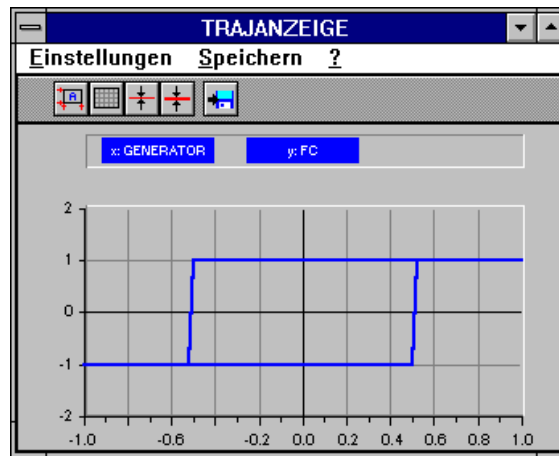 TRAJANZEIGE
Einstellungen Speichern ?
A
x: GENERATOR y: FC
2
1
0
-1
-2
-1.0 -0.6 -0.2 0.0 0.2 0.4 0.6 0.8 1.0